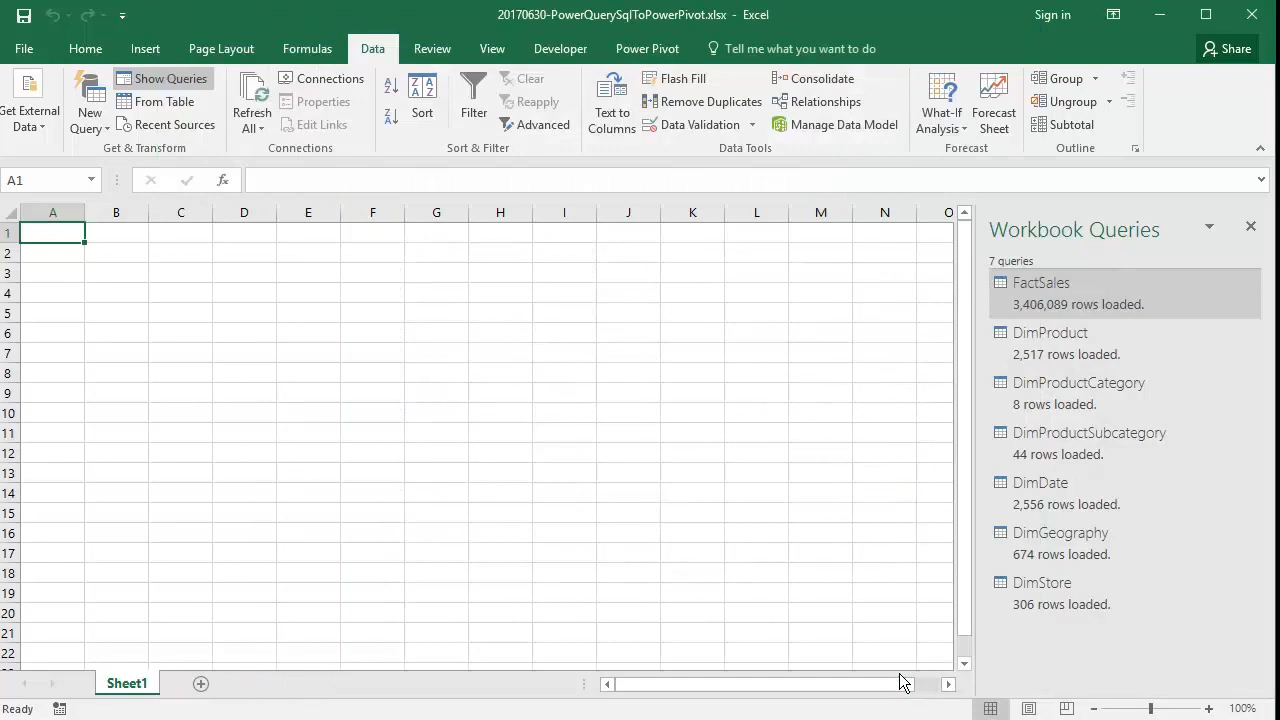 20170630-PowerQuerySqlToPowerPivot.xlsx - Excel
Sign in
File Home Insert Page Layout Formulas Data Review View Developer Power Pivot Tell me what you want to do Share
Get External Data
New Query
Show Queries
From Table
Recent Sources
Get & Transform
Refresh All
Connections
Properties
Edit Links
Connections
Sort
Filter
Clear
Reapply
Advanced
Sort & Filter
Text to Columns
Flash Fill
Remove Duplicates
Data Validation
Consolidate
Relationships
Manage Data Model
Data Tools
What-If Analysis
Forecast Sheet
Forecast
Group
Ungroup
Subtotal
Outline
A1
fx
A B C D E F G H I J K L M N O
1
2
3
4
5
6
7
8
9
10
11
12
13
14
15
16
17
18
19
20
21
22
Workbook Queries
7 queries
FactSales
3,406,089 rows loaded.
DimProduct
2,517 rows loaded.
DimProductCategory
8 rows loaded.
DimProductSubcategory
44 rows loaded.
DimDate
2,556 rows loaded.
DimGeography
674 rows loaded.
DimStore
306 rows loaded.
Sheet1
Ready
100%